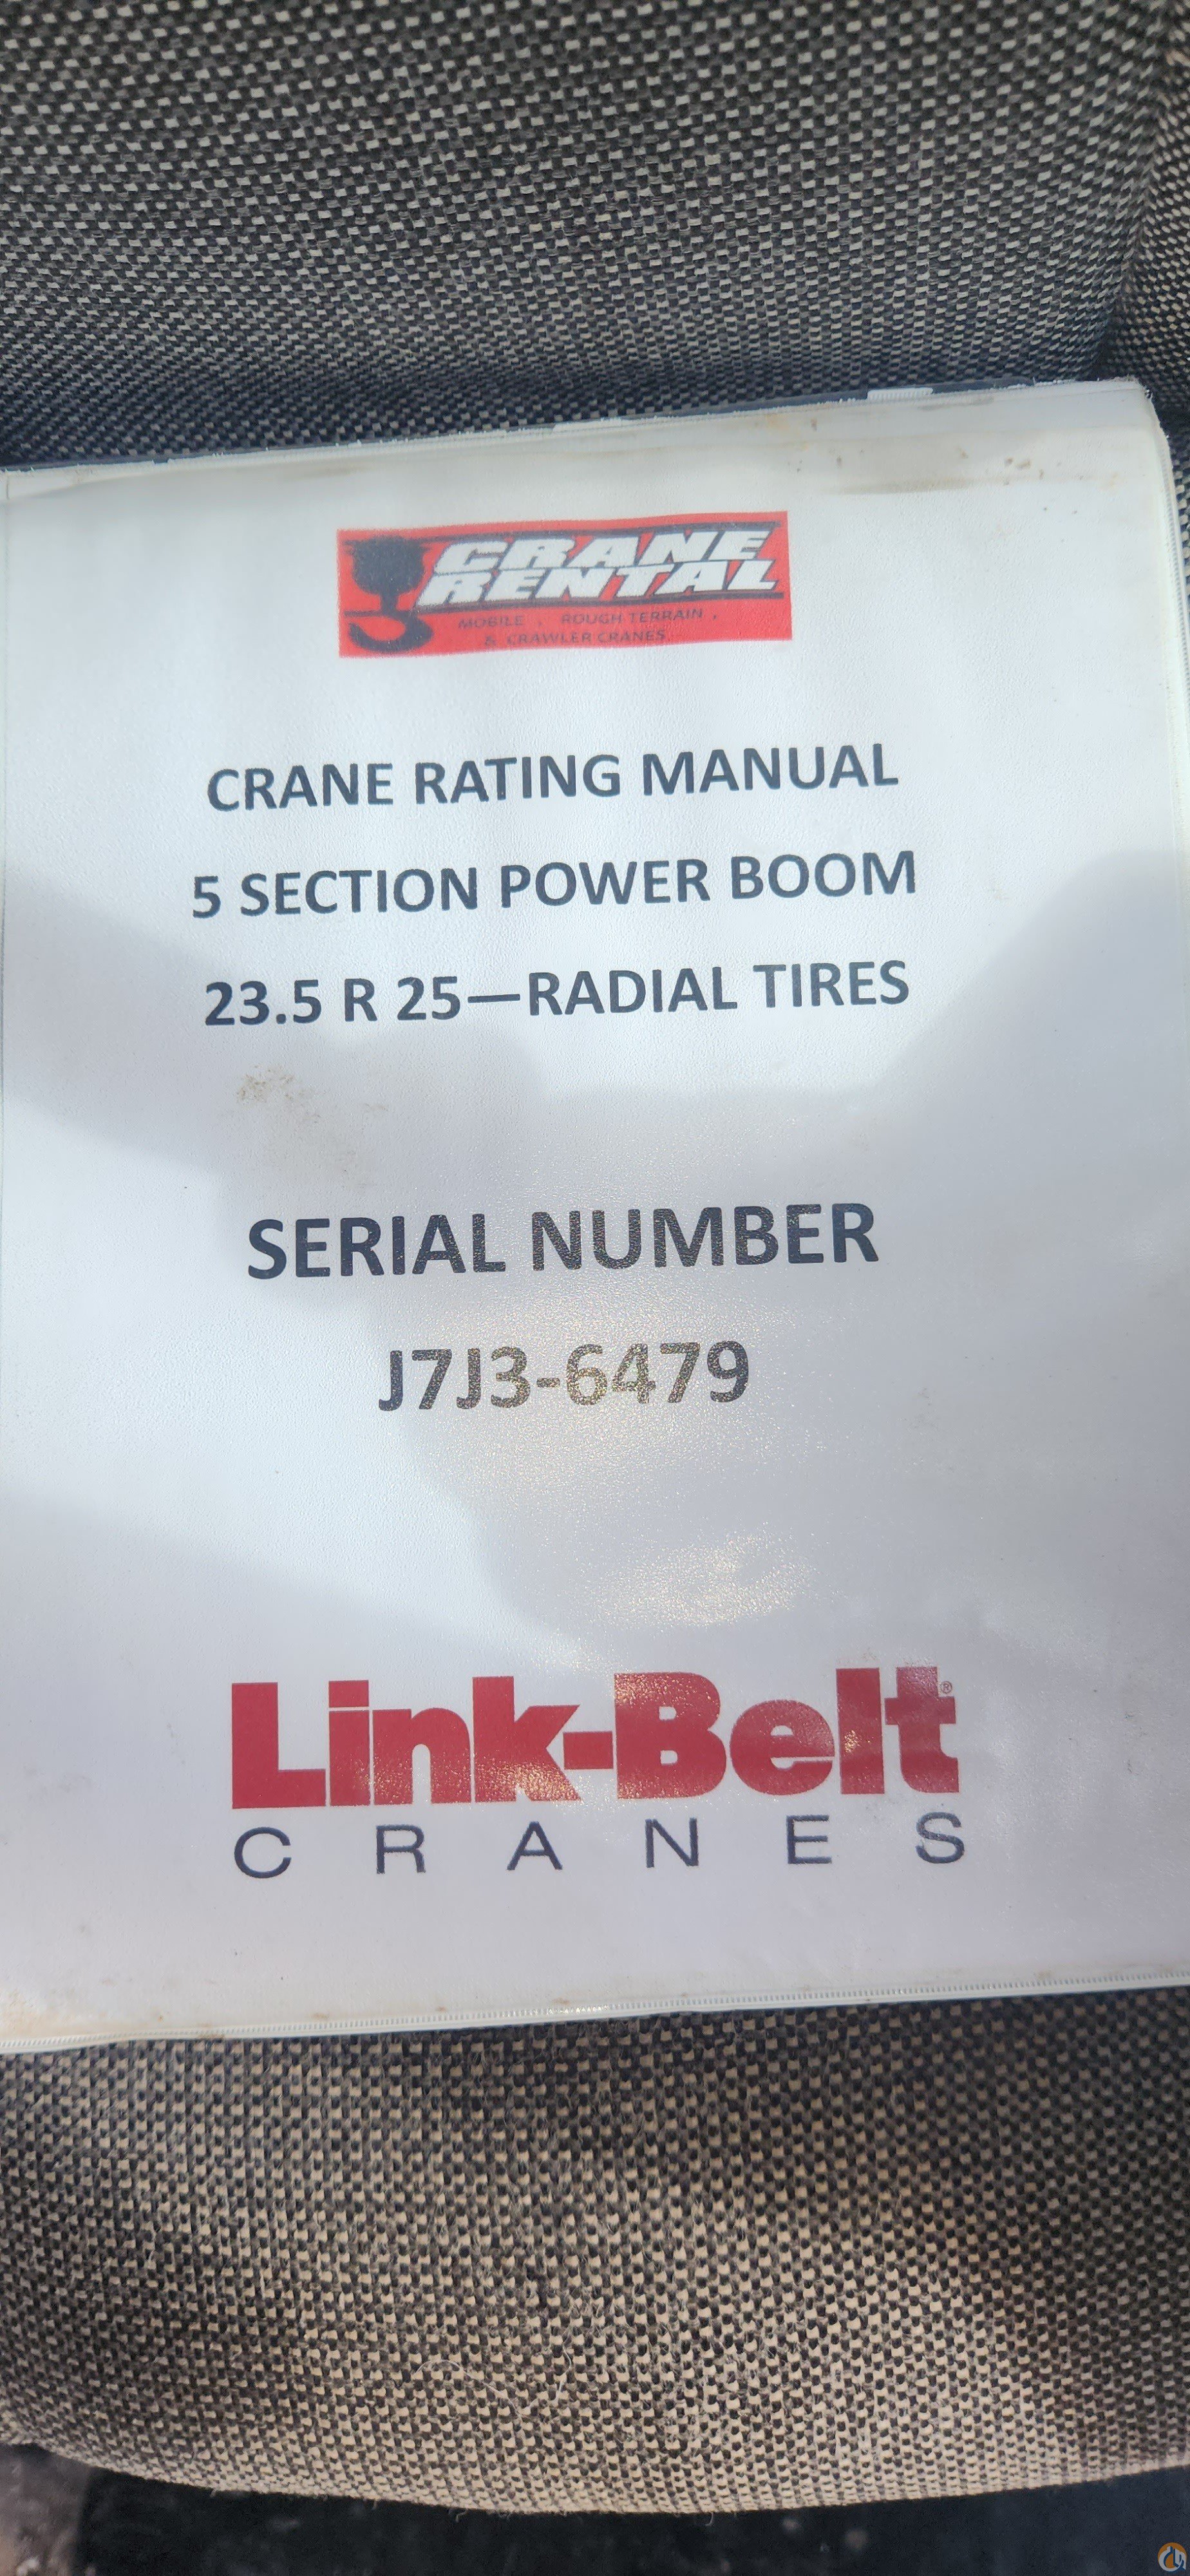 CRANE
RENTAL
MOBILE . ROUGH TERRAIN .
& CRAWLER CRANES
CRANE RATING MANUAL
5 SECTION POWER BOOM
23.5 R 25—RADIAL TIRES
SERIAL NUMBER
J7J3-6479
Link-Belt®
CRANES